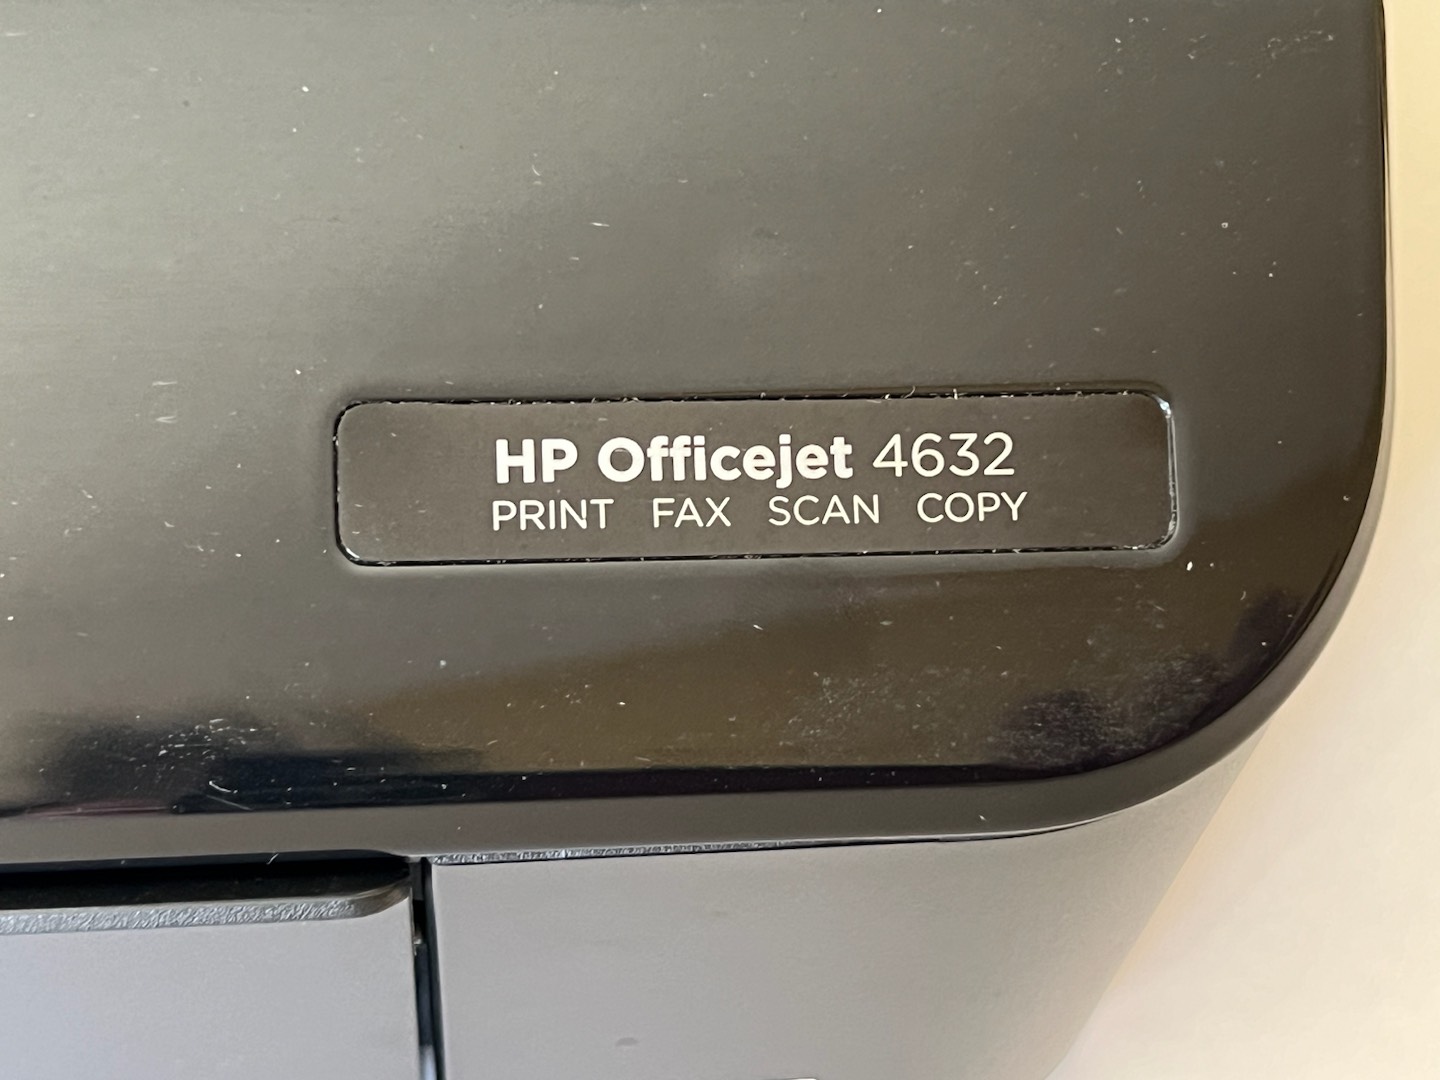 HP Officejet 4632
PRINT FAX SCAN COPY